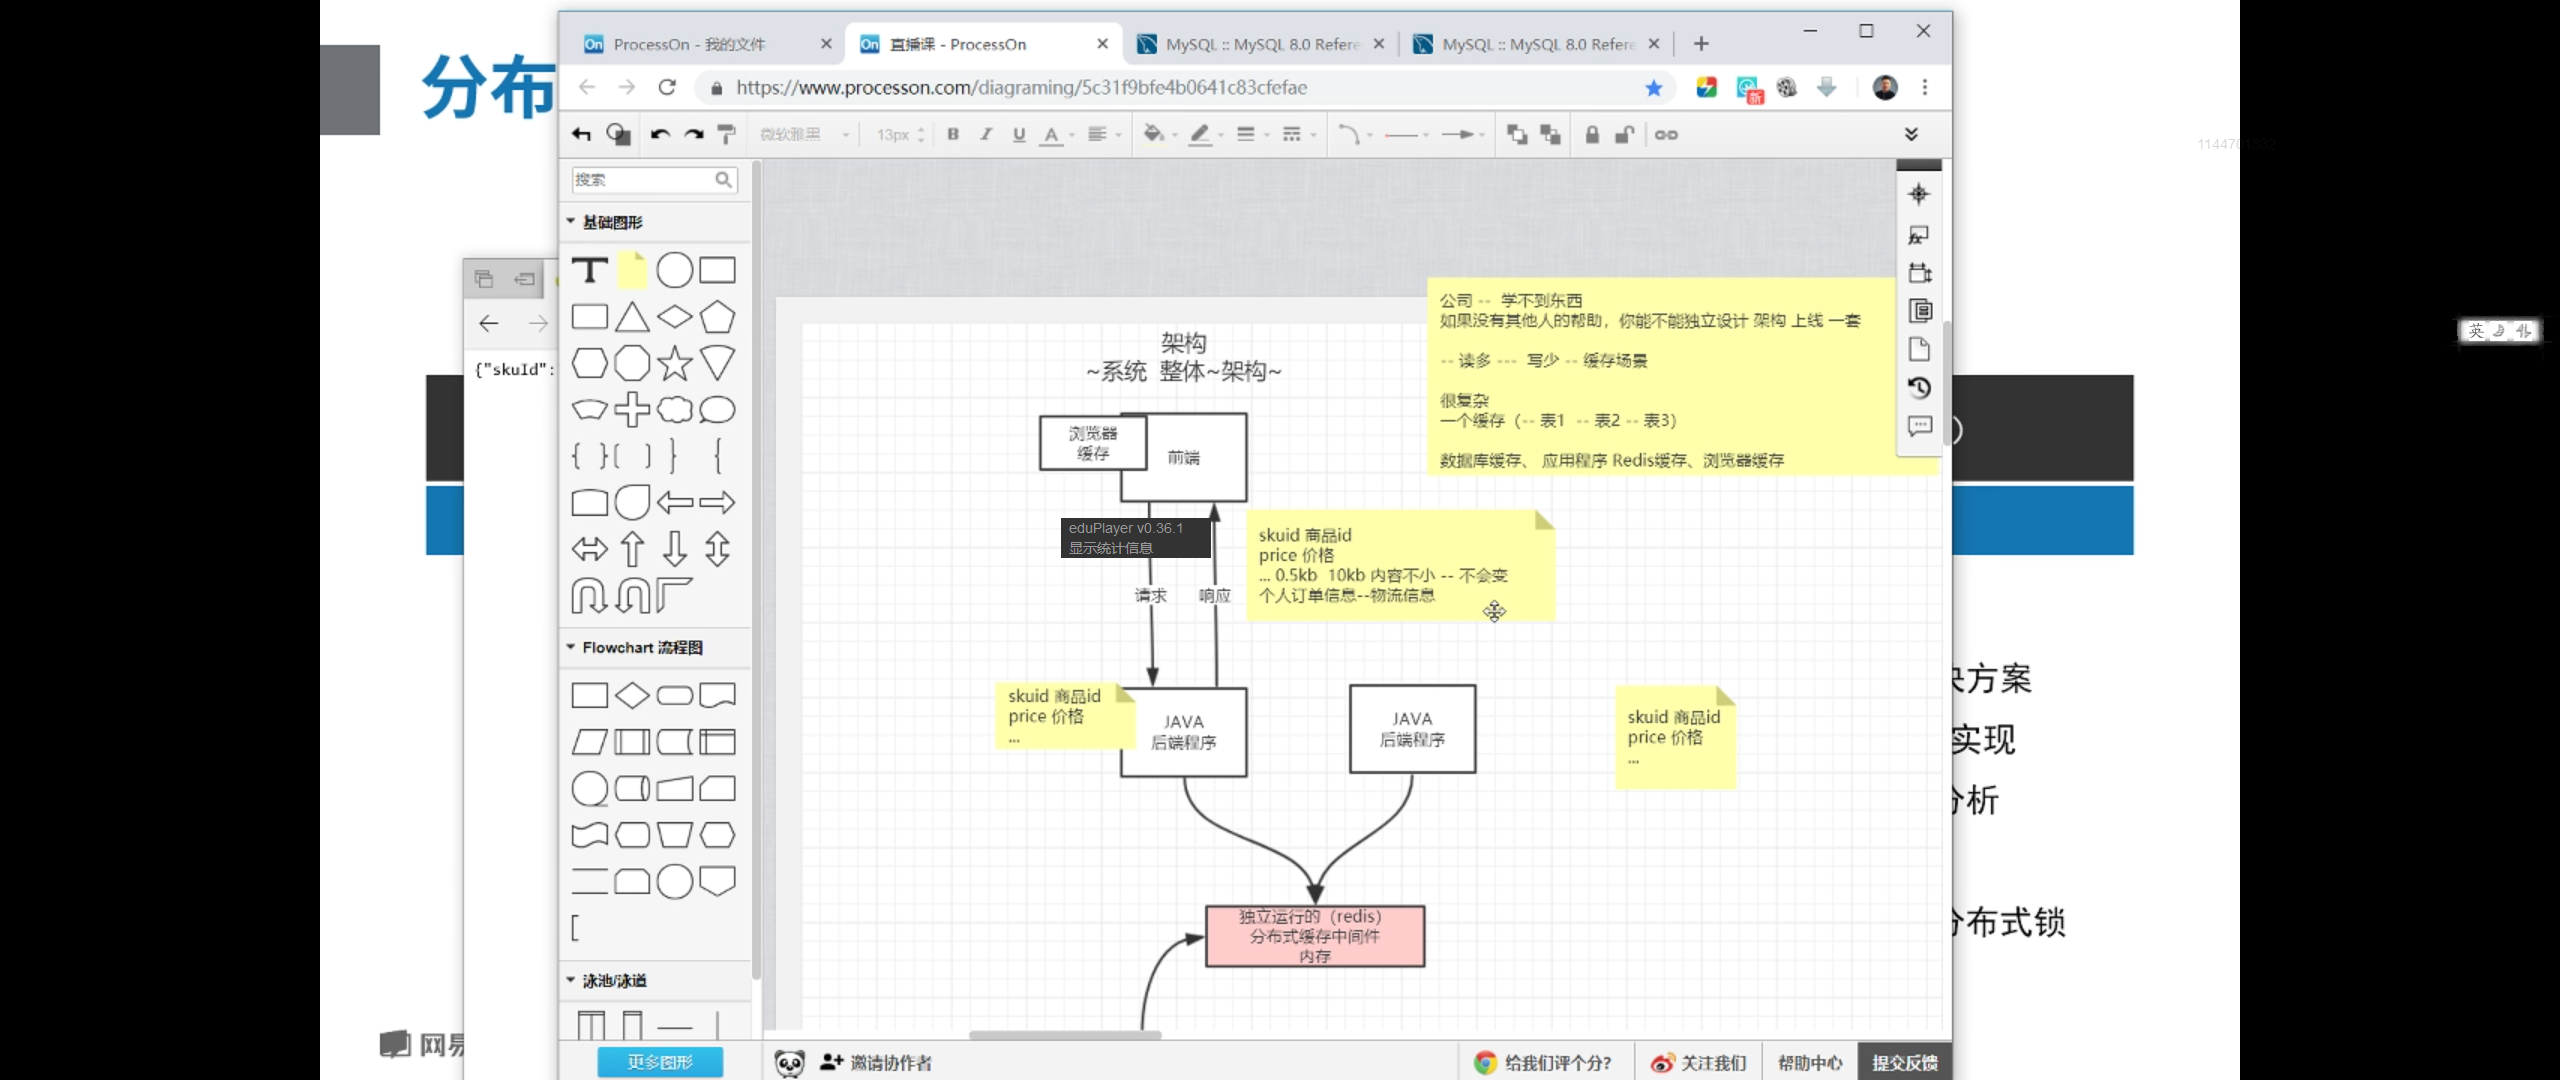 分布
ProcessOn - 我的文件
直播课 - ProcessOn
MySQL :: MySQL 8.0 Refere
MySQL :: MySQL 8.0 Refere
https://www.processon.com/diagraming/5c31f9bfe4b0641c83cfefae
新
微软雅黑
13px
B
I
U
A
搜索
基础图形
T
Flowchart 流程图
泳池/泳道
更多图形
{"skuId":
架构
~系统 整体~架构~
浏览器
缓存
前端
eduPlayer v0.36.1
显示统计信息
请求
响应
公司 -- 学不到东西
如果没有其他人的帮助，你能不能独立设计 架构 上线 一套
-- 读多 --- 写少 -- 缓存场景
很复杂
一个缓存（-- 表1 -- 表2 -- 表3）
数据库缓存、 应用程序 Redis缓存、浏览器缓存
skuid 商品id
price 价格
... 0.5kb 10kb 内容不小 -- 不会变
个人订单信息--物流信息
skuid 商品id
price 价格
...
JAVA
后端程序
JAVA
后端程序
skuid 商品id
price 价格
...
独立运行的（redis）
分布式缓存中间件
内存
邀请协作者
给我们评个分?
关注我们
帮助中心
提交反馈
英
方案
实现
析
布式锁
网易